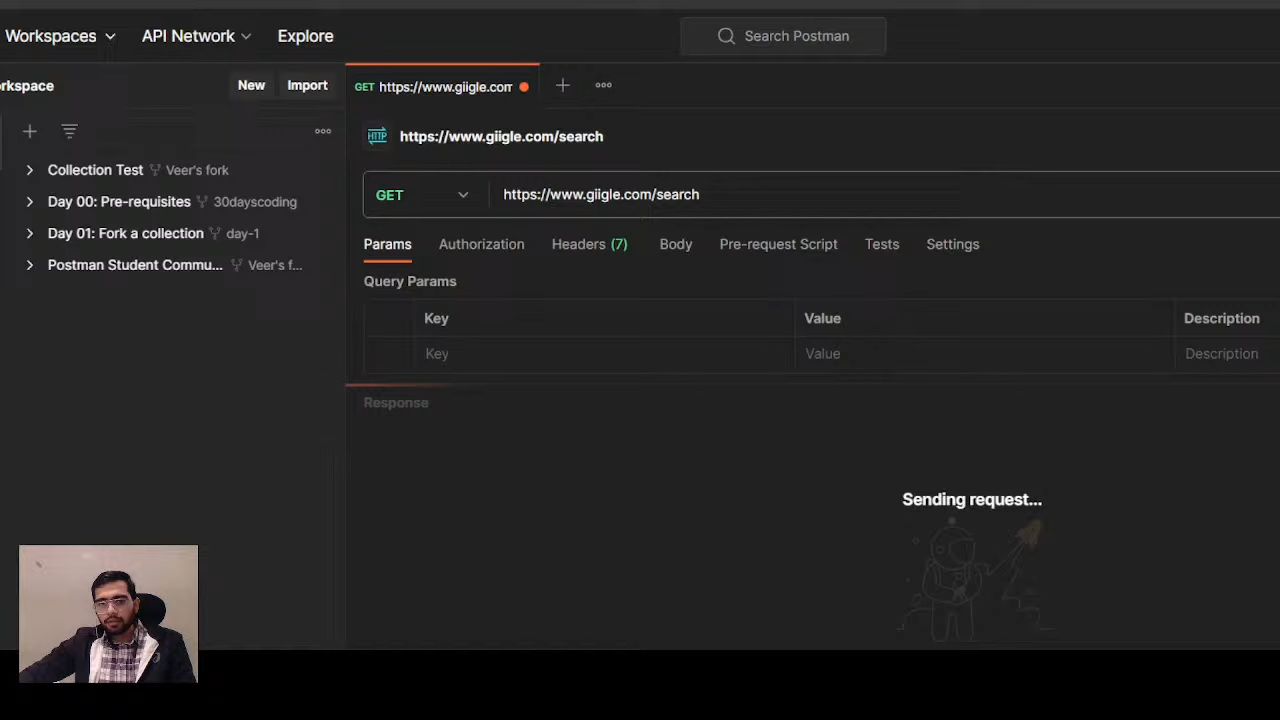 Workspaces API Network Explore Search Postman
rkspace New Import GET https://www.giigle.com
https://www.giigle.com/search
Collection Test Veer's fork
Day 00: Pre-requisites 30dayscoding
Day 01: Fork a collection day-1
Postman Student Commu... Veer's f...
GET https://www.giigle.com/search
Params Authorization Headers (7) Body Pre-request Script Tests Settings
Query Params
Key Value Description
Key Value Description
Response
Sending request...
HTTP